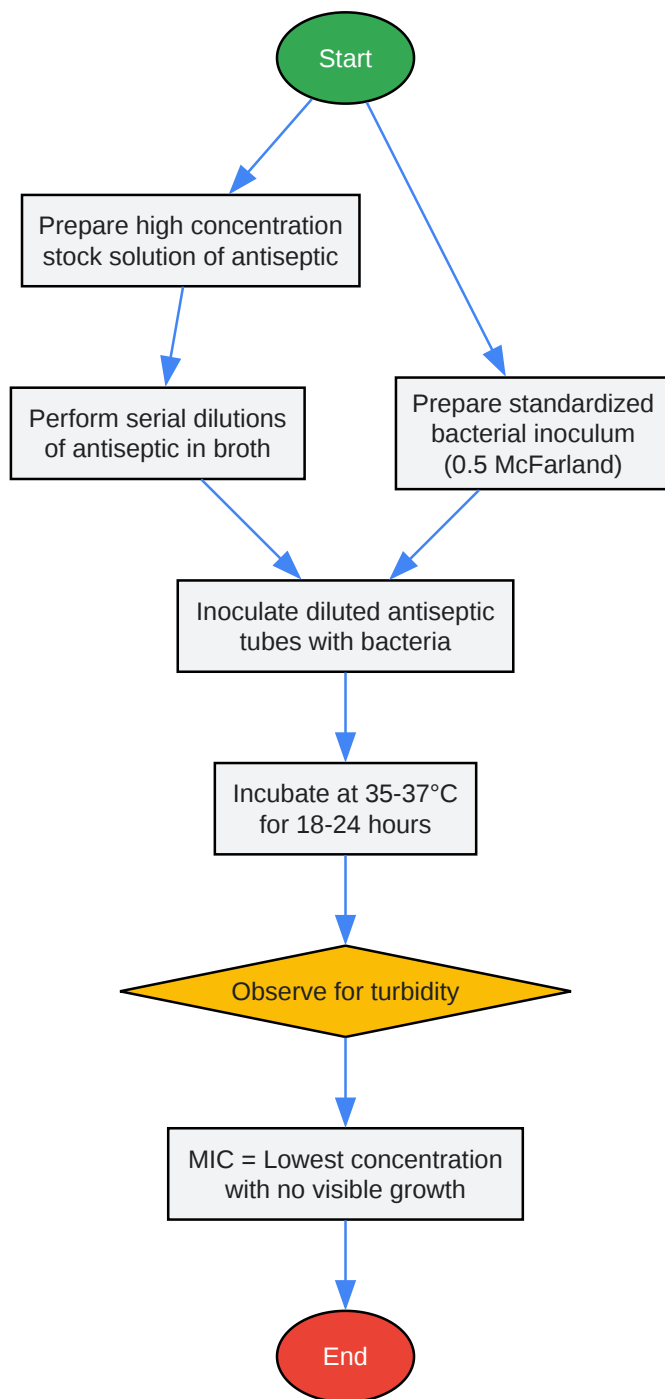 Start
Prepare high concentration
stock solution of antiseptic
Perform serial dilutions
of antiseptic in broth
Prepare standardized
bacterial inoculum
(0.5 McFarland)
Inoculate diluted antiseptic
tubes with bacteria
Incubate at 35-37°C
for 18-24 hours
Observe for turbidity
MIC = Lowest concentration
with no visible growth
End